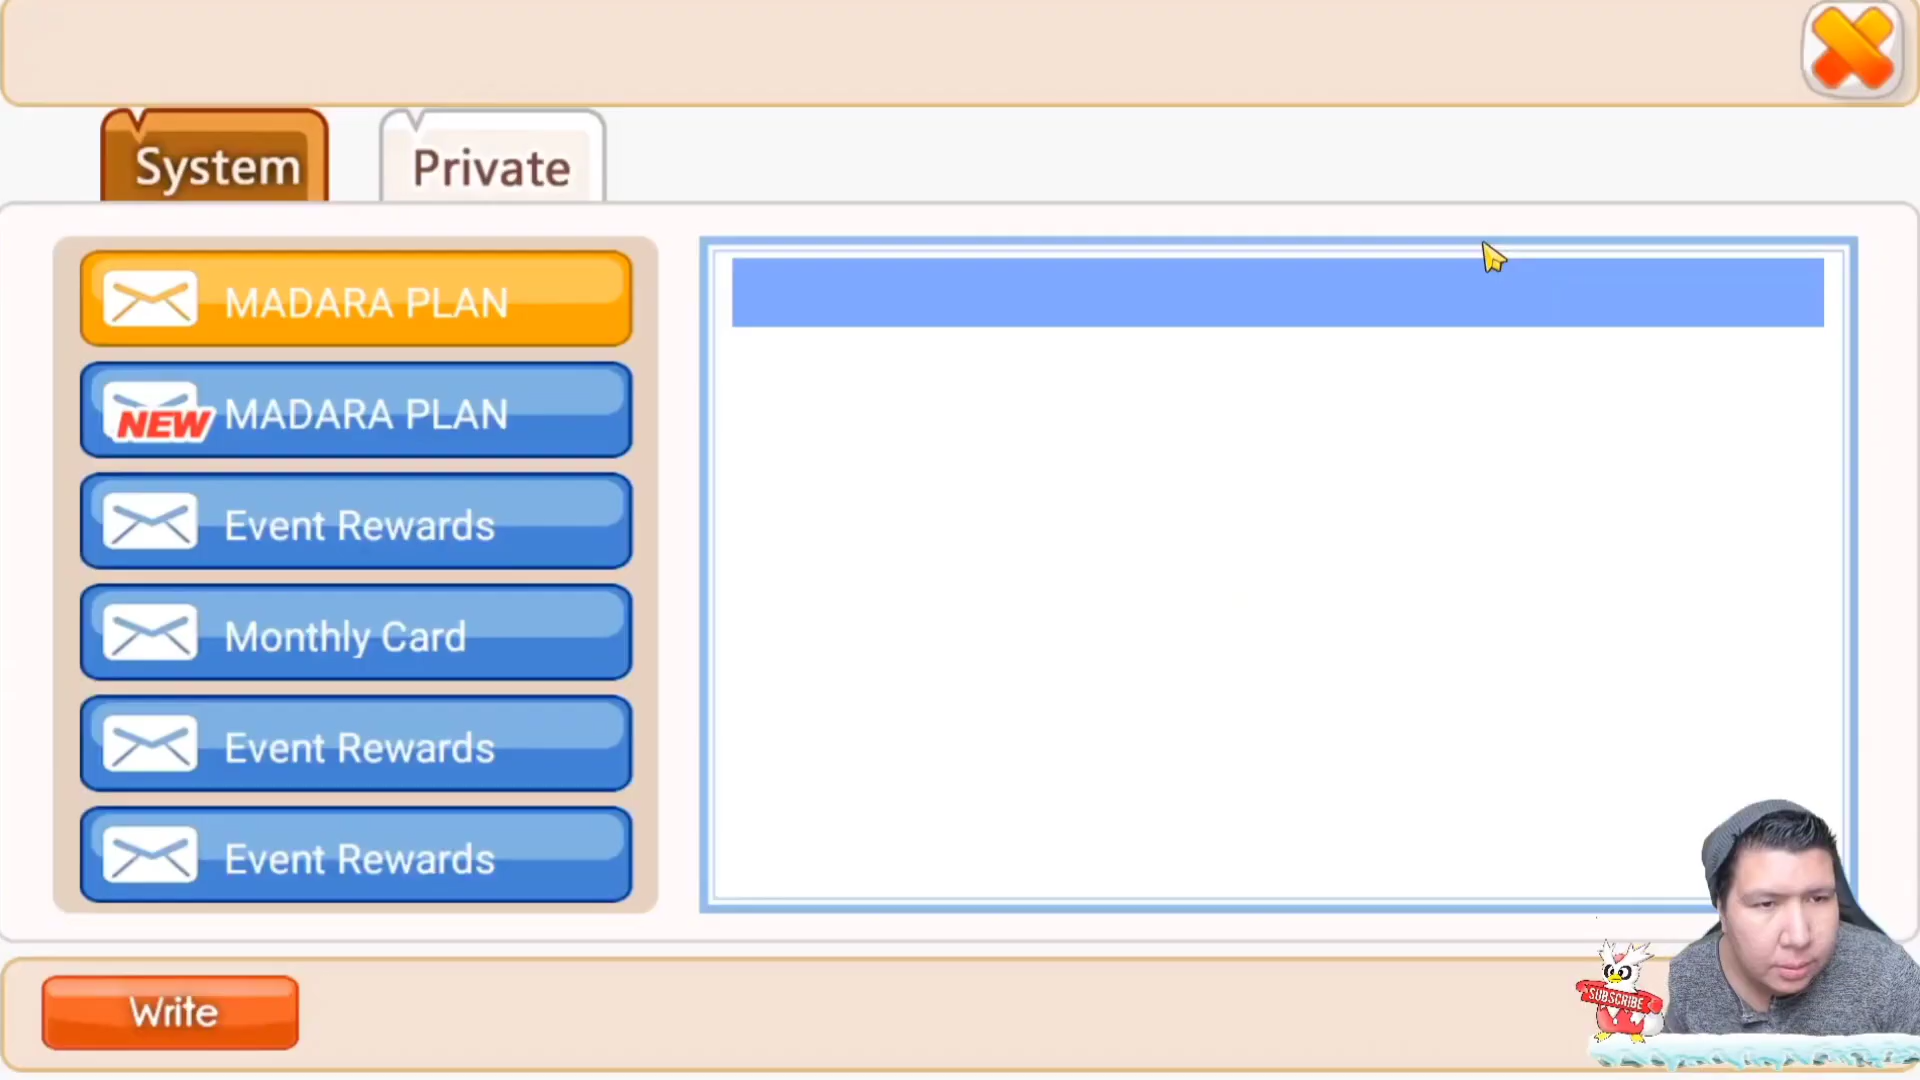 System
Private
MADARA PLAN
NEW
MADARA PLAN
Event Rewards
Monthly Card
Event Rewards
Event Rewards
Write
SUBSCRIBE